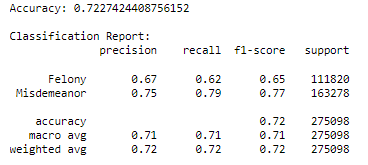 Accuracy: 0.7227424408756152
Classification Report:
precision recall f1-score support
Felony 0.67 0.62 0.65 111820
Misdemeanor 0.75 0.79 0.77 163278
accuracy 0.72 275098
macro avg 0.71 0.71 0.71 275098
weighted avg 0.72 0.72 0.72 275098